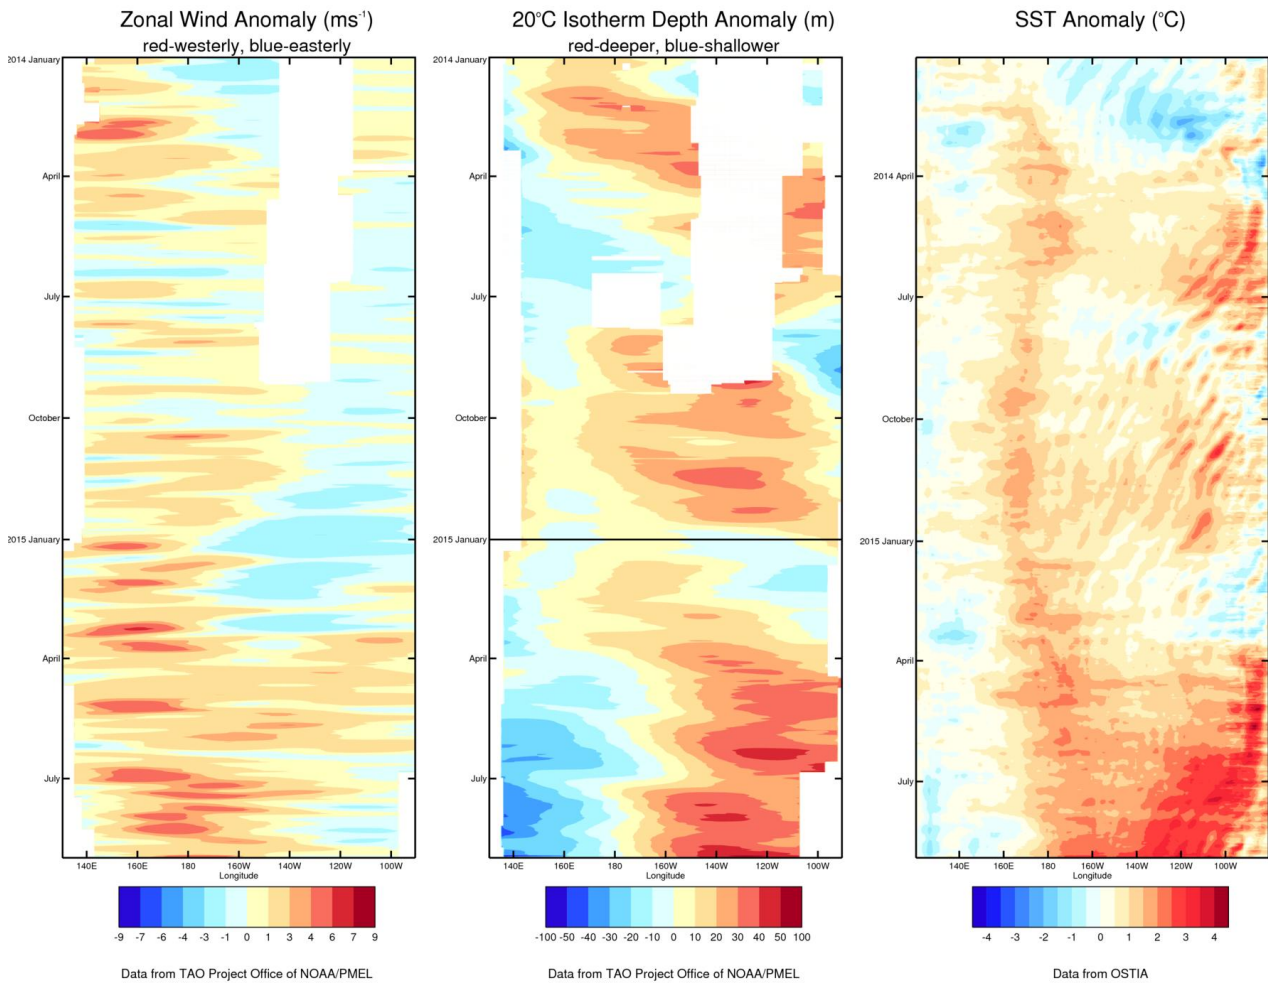 Zonal Wind Anomaly (ms⁻¹)
red-westerly, blue-easterly
2014 January
April
July
October
2015 January
April
July
140E 160E 180 160W 140W 120W 100W
Longitude
-9 -7 -6 -4 -3 -1 0 1 3 4 6 7 9
Data from TAO Project Office of NOAA/PMEL
20°C Isotherm Depth Anomaly (m)
red-deeper, blue-shallower
2014 January
April
July
October
2015 January
April
July
140E 160E 180 160W 140W 120W 100W
Longitude
-100 -50 -40 -30 -20 -10 0 10 20 30 40 50 100
Data from TAO Project Office of NOAA/PMEL
SST Anomaly (°C)
2014 April
July
October
2015 January
April
July
140E 160E 180 160W 140W 120W 100W
Longitude
-4 -3 -2 -1 0 1 2 3 4
Data from OSTIA